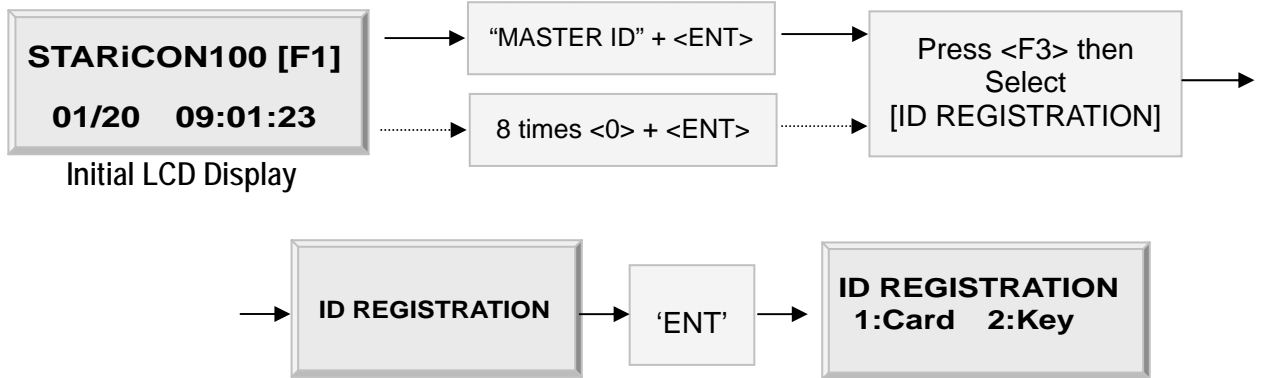 STARiCON100 [F1]
01/20 09:01:23
Initial LCD Display
“MASTER ID” + <ENT>
8 times <0> + <ENT>
Press <F3> then
Select
[ID REGISTRATION]
ID REGISTRATION
‘ENT’
ID REGISTRATION
1:Card 2:Key